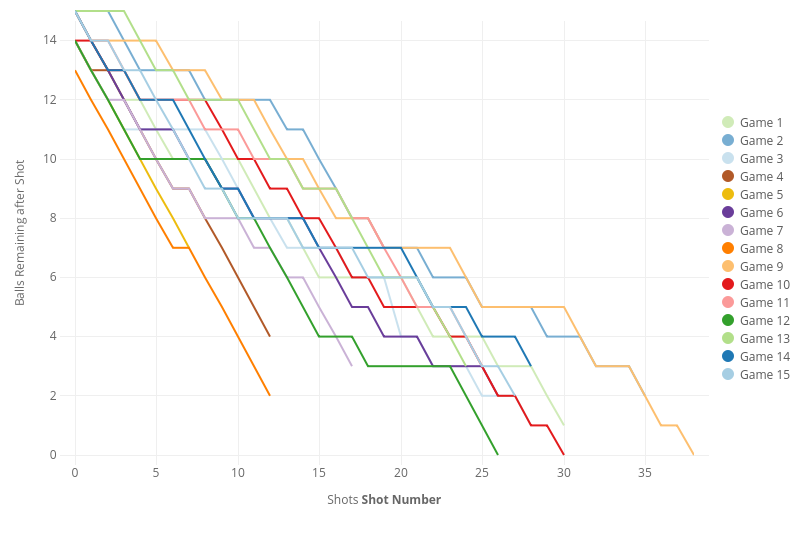 14
12
10
8
6
4
2
0
Balls Remaining after Shot
0 5 10 15 20 25 30 35
Shots Shot Number
Game 1
Game 2
Game 3
Game 4
Game 5
Game 6
Game 7
Game 8
Game 9
Game 10
Game 11
Game 12
Game 13
Game 14
Game 15